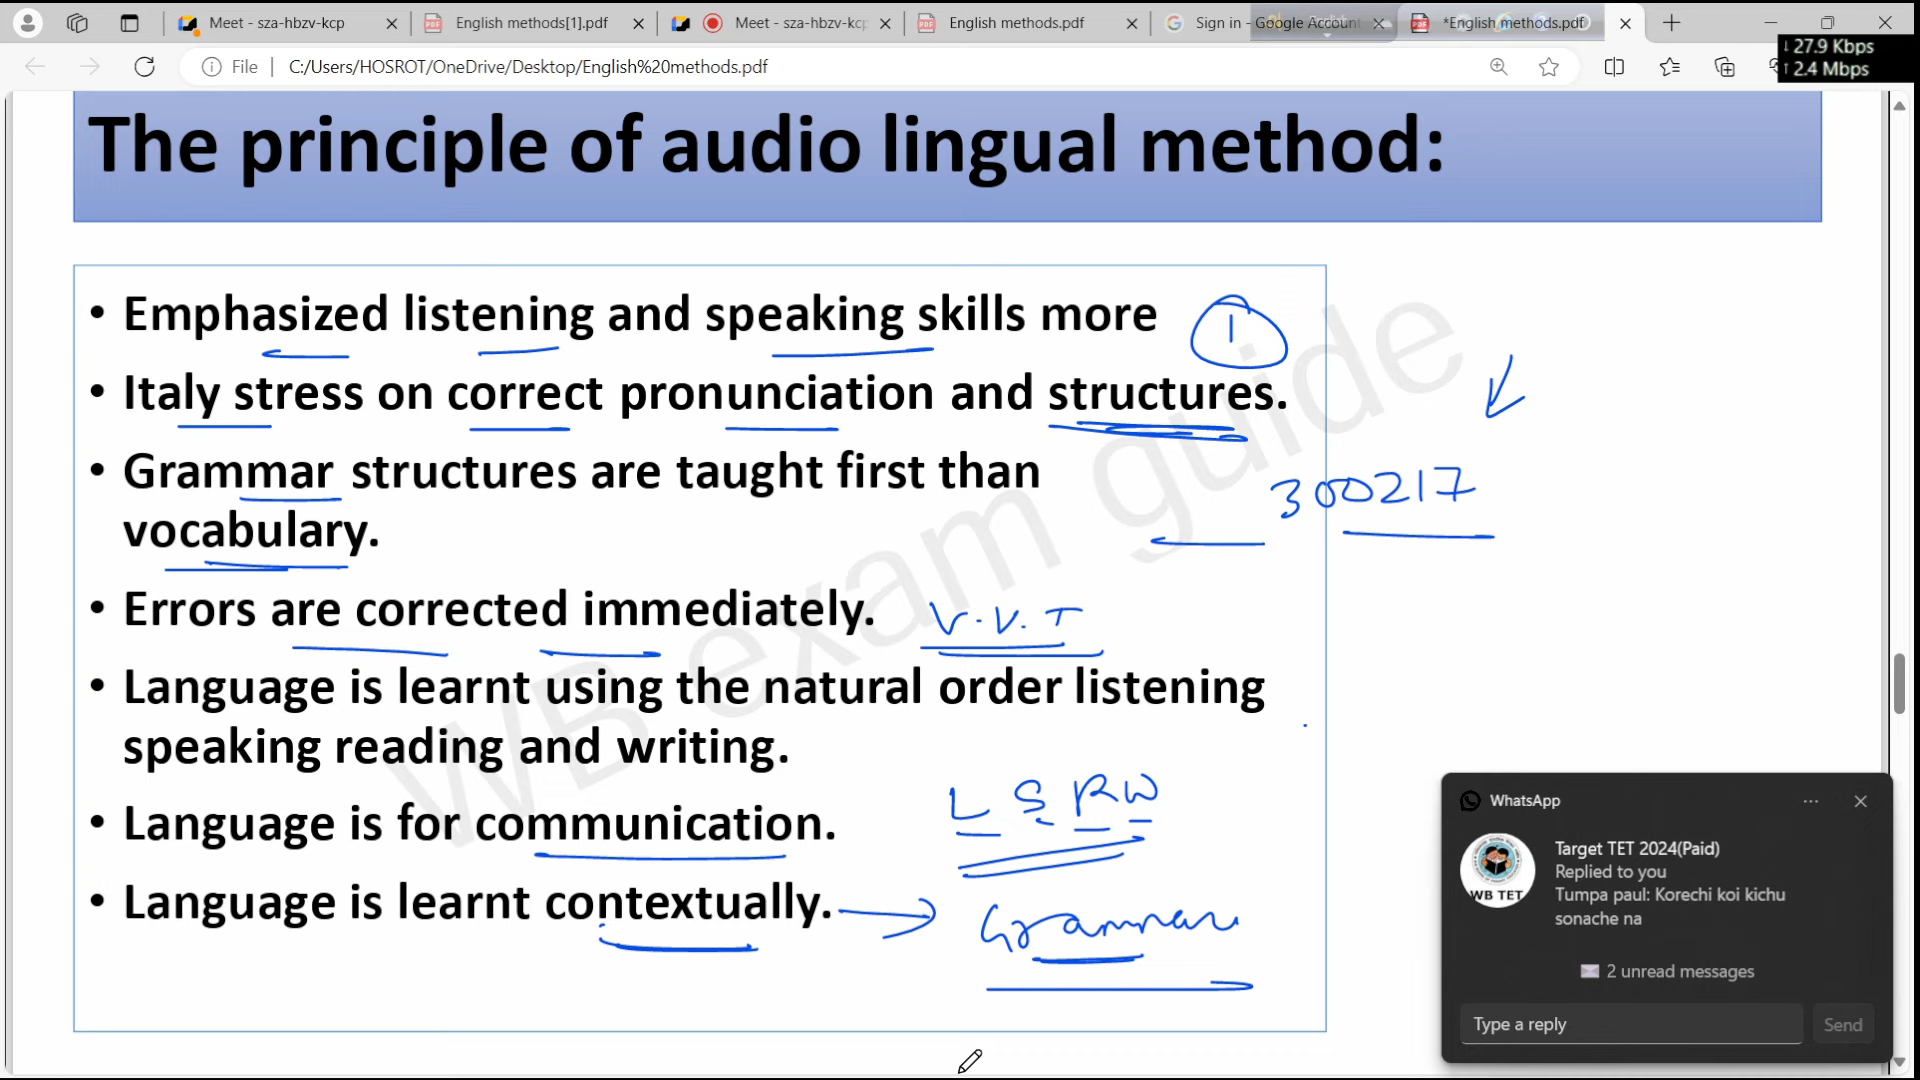 Meet - sza-hbzv-kcp
English methods[1].pdf
Meet - sza-hbzv-kcp
English methods.pdf
Sign in - Google Account
*English methods.pdf
↓ 27.9 Kbps
↑ 2.4 Mbps
File
C:/Users/HOSROT/OneDrive/Desktop/English%20methods.pdf
The principle of audio lingual method:
• Emphasized listening and speaking skills more
1
• Italy stress on correct pronunciation and structures.
• Grammar structures are taught first than
vocabulary.
300217
• Errors are corrected immediately.
V.V.I
• Language is learnt using the natural order listening
speaking reading and writing.
• Language is for communication.
L S R W
• Language is learnt contextually.
Grammar
WB exam guide
WhatsApp
WB TET
Target TET 2024(Paid)
Replied to you
Tumpa paul: Korechi koi kichu
sonache na
2 unread messages
Type a reply
Send